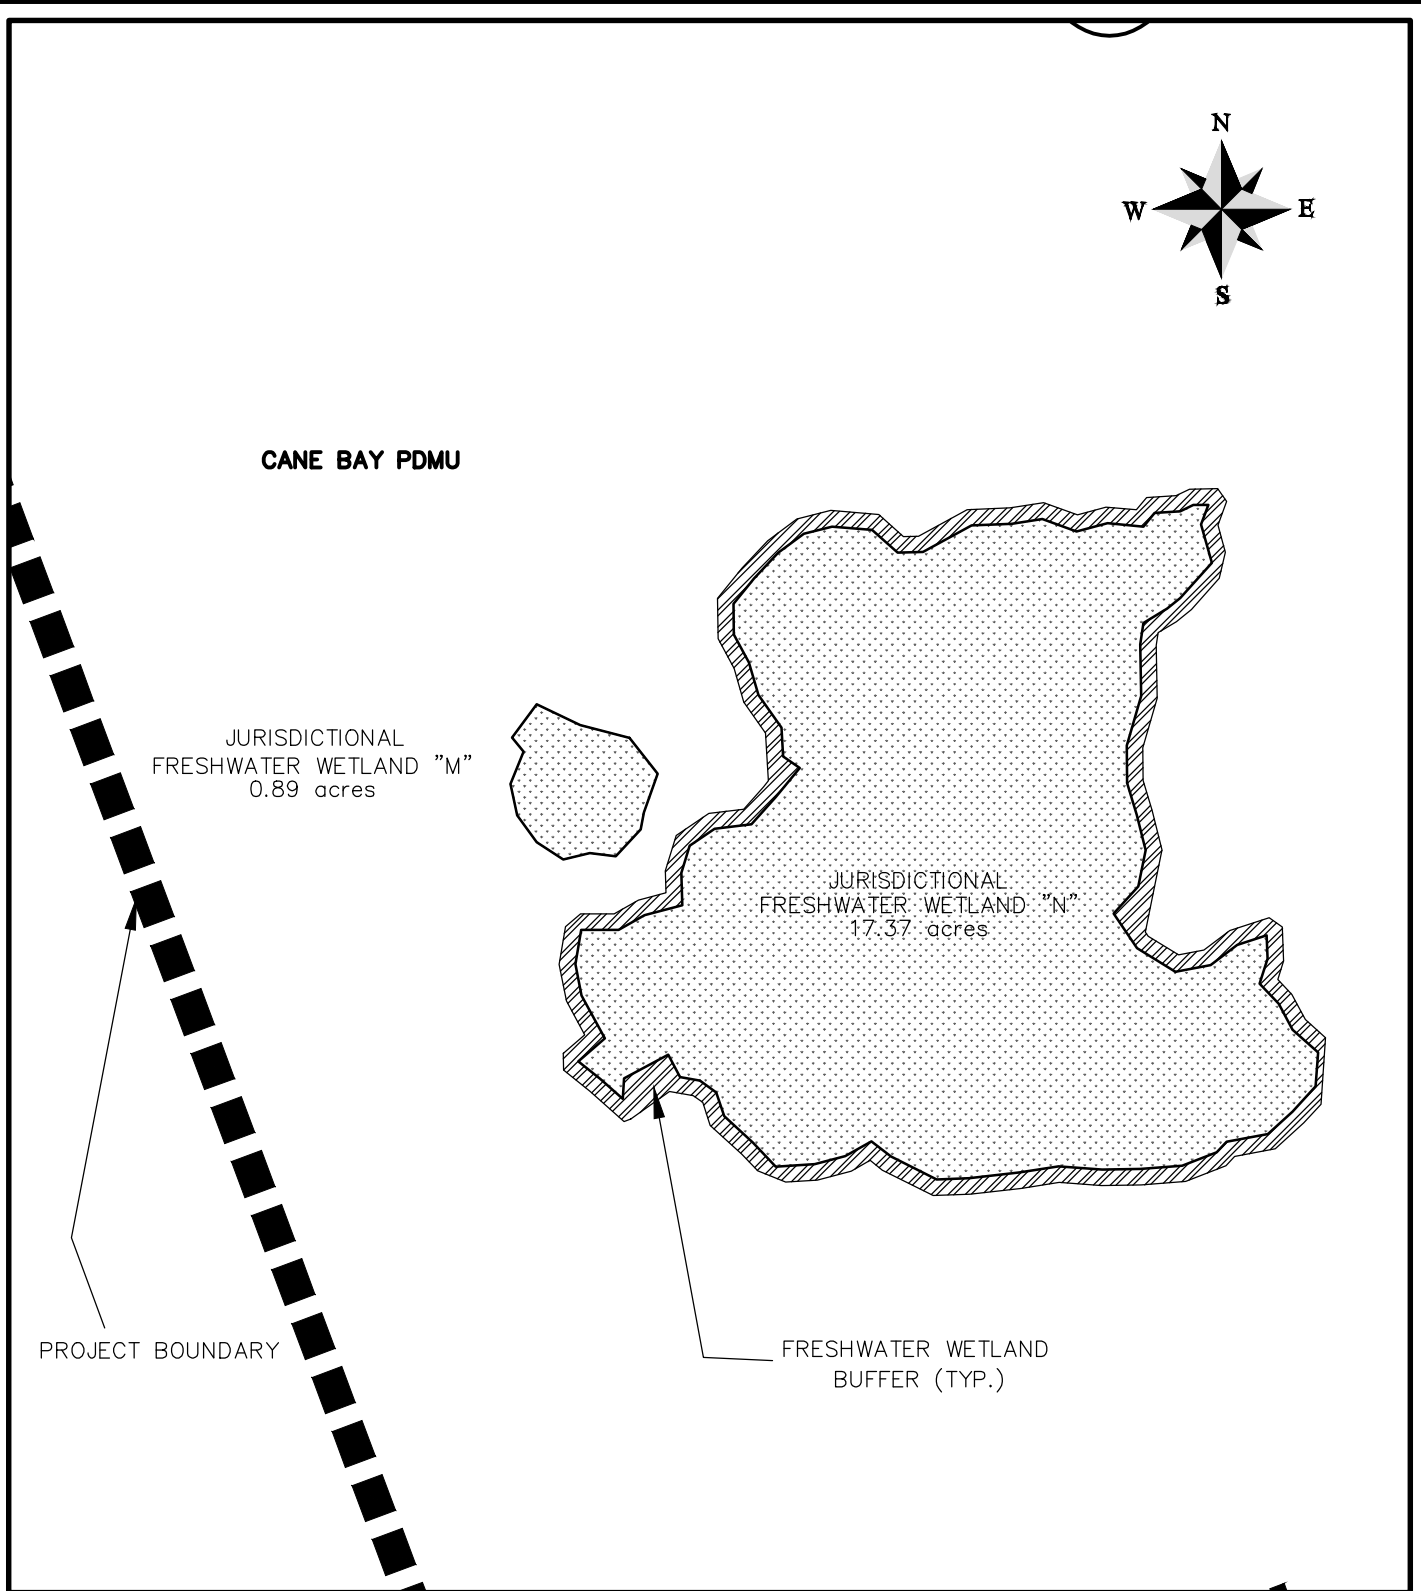 N
W E
S
CANE BAY PDMU
JURISDICTIONAL
FRESHWATER WETLAND "M"
0.89 acres
JURISDICTIONAL
FRESHWATER WETLAND "N"
17.37 acres
PROJECT BOUNDARY
FRESHWATER WETLAND
BUFFER (TYP.)